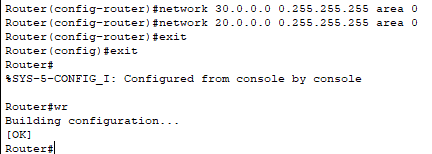 Router(config-router)#network 30.0.0.0 0.255.255.255 area 0
Router(config-router)#network 20.0.0.0 0.255.255.255 area 0
Router(config-router)#exit
Router(config)#exit
Router#
%SYS-5-CONFIG_I: Configured from console by console
Router#wr
Building configuration...
[OK]
Router#